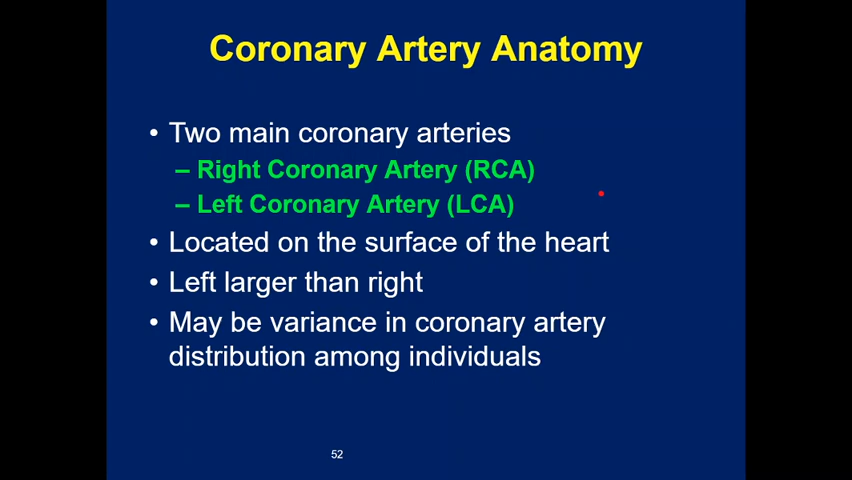 Coronary Artery Anatomy
• Two main coronary arteries
– Right Coronary Artery (RCA)
– Left Coronary Artery (LCA)
• Located on the surface of the heart
• Left larger than right
• May be variance in coronary artery
distribution among individuals
52